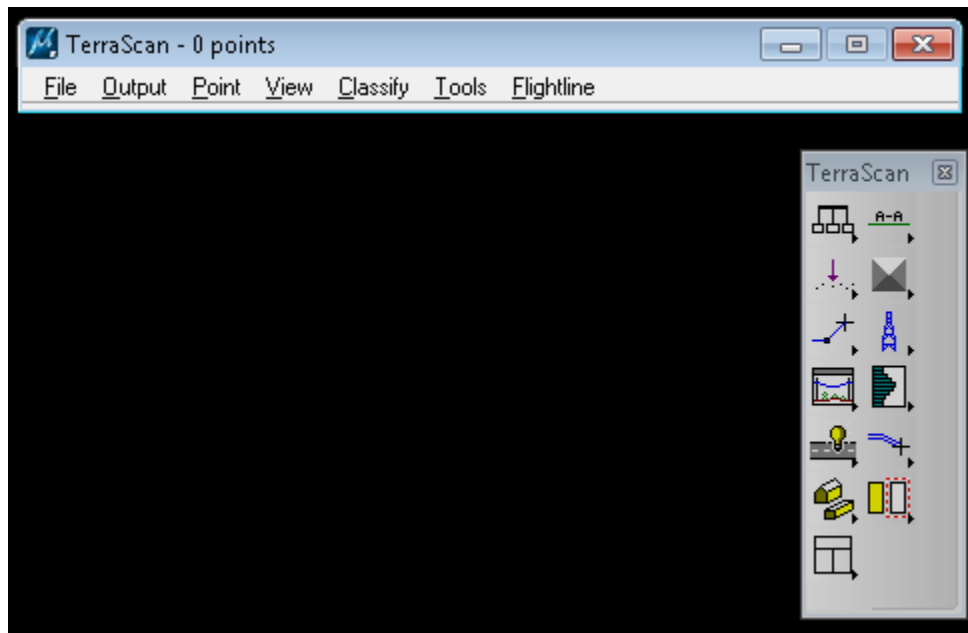 TerraScan - 0 points
File Output Point View Classify Tools Flightline
TerraScan
A-A